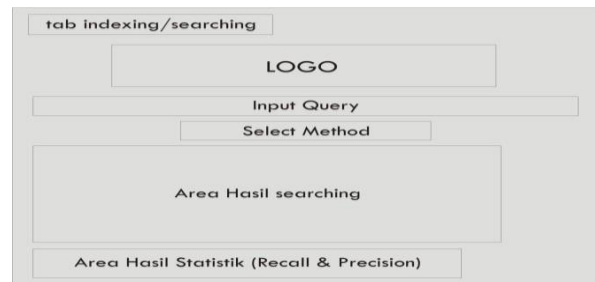 tab indexing/searching
LOGO
Input Query
Select Method
Area Hasil searching
Area Hasil Statistik (Recall & Precision)